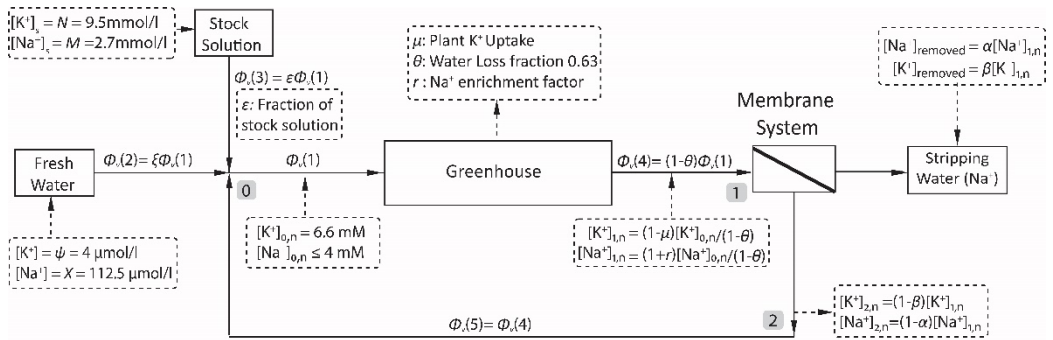 [K⁺]ₛ = N = 9.5mmol/l
[Na⁺]ₛ = M = 2.7mmol/l
Stock
Solution
Φᵥ(3) = εΦᵥ(1)
ε: Fraction of
stock solution
μ: Plant K⁺ Uptake
θ: Water Loss fraction 0.63
r : Na⁺ enrichment factor
[Na ]removed = α[Na⁺]1,n
[K⁺]removed = β[K ]1,n
Membrane
System
Fresh
Water
Φᵥ(2)= ξΦᵥ(1)
Φᵥ(1)
Greenhouse
Φᵥ(4)= (1-θ)Φᵥ(1)
Stripping
Water (Na⁺)
0
1
[K⁺] = ψ = 4 μmol/l
[Na⁺] = X = 112.5 μmol/l
[K⁺]0,n = 6.6 mM
[Na ]0,n ≤ 4 mM
[K⁺]1,n = (1-μ)[K⁺]0,n/(1-θ)
[Na⁺]1,n = (1+r)[Na⁺]0,n/(1-θ)
Φᵥ(5)= Φᵥ(4)
2
[K⁺]2,n =(1-β)[K⁺]1,n
[Na⁺]2,n=(1-α)[Na⁺]1,n